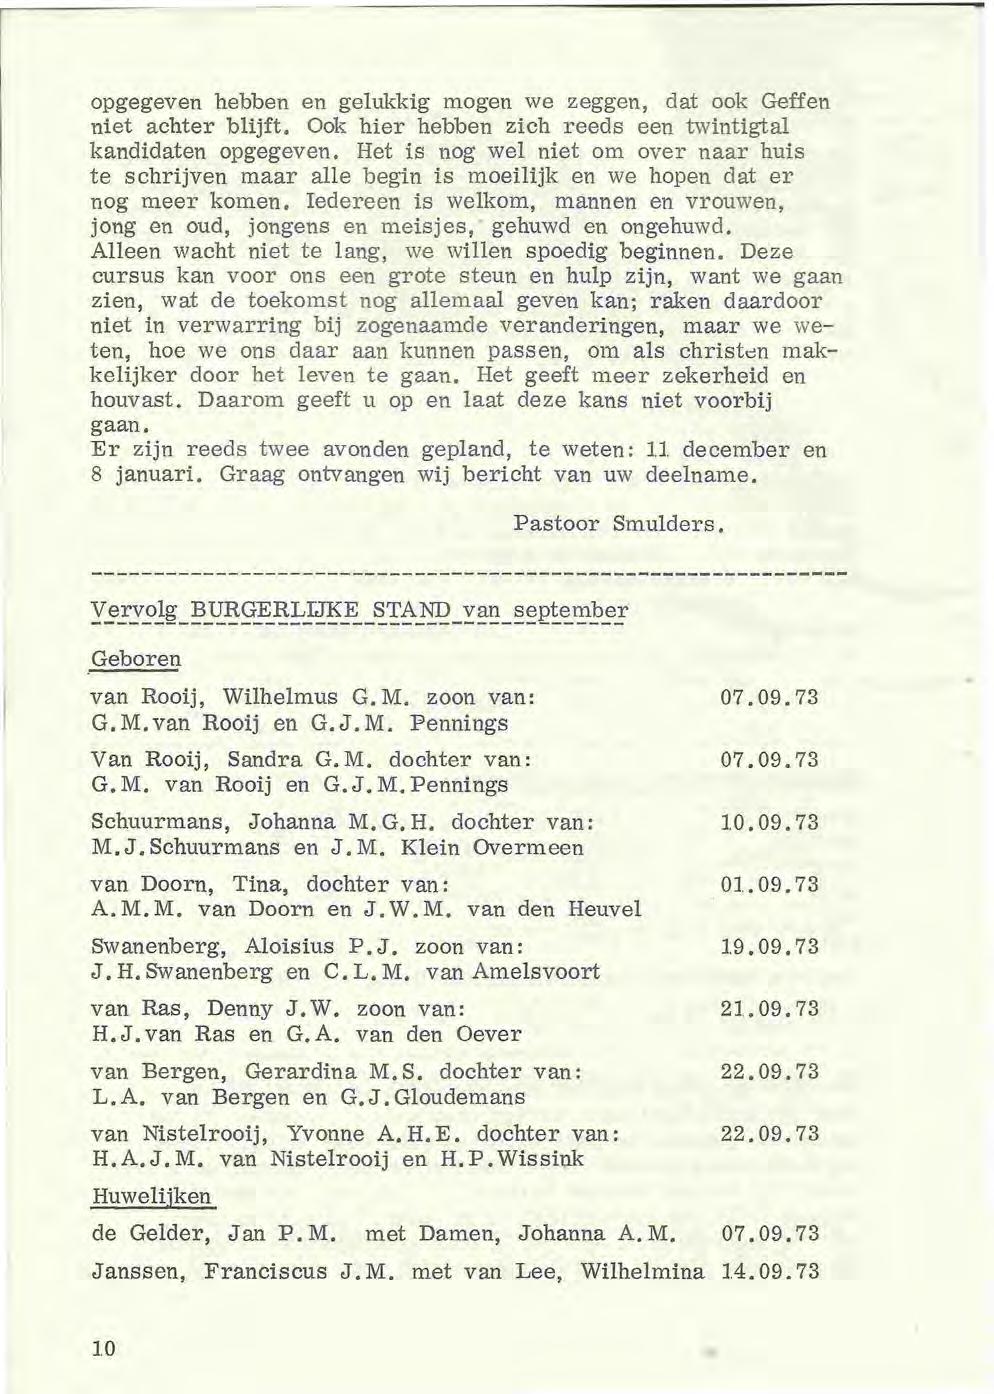 opgegeven hebben en gelukkig mogen we zeggen, dat ook Geffen
niet achter blijft. Ook hier hebben zich reeds een twintigtal
kandidaten opgegeven. Het is nog wel niet om over naar huis
te schrijven maar alle begin is moeilijk en we hopen dat er
nog meer komen. Iedereen is welkom, mannen en vrouwen,
jong en oud, jongens en meisjes, gehuwd en ongehuwd.
Alleen wacht niet te lang, we willen spoedig beginnen. Deze
cursus kan voor ons een grote steun en hulp zijn, want we gaan
zien, wat de toekomst nog allemaal geven kan; raken daardoor
niet in verwarring bij zogenaamde veranderingen, maar we we-
ten, hoe we ons daar aan kunnen passen, om als christen mak-
kelijker door het leven te gaan. Het geeft meer zekerheid en
houvast. Daarom geeft u op en laat deze kans niet voorbij
gaan.
Er zijn reeds twee avonden gepland, te weten: 11 december en
8 januari. Graag ontvangen wij bericht van uw deelname.
Pastoor Smulders.
Vervolg BURGERLIJKE STAND van september
Geboren
van Rooij, Wilhelmus G.M. zoon van: 07.09.73
G.M.van Rooij en G.J.M. Pennings
Van Rooij, Sandra G.M. dochter van: 07.09.73
G.M. van Rooij en G.J.M.Pennings
Schuurmans, Johanna M.G.H. dochter van: 10.09.73
M.J.Schuurmans en J.M. Klein Overmeen
van Doorn, Tina, dochter van: 01.09.73
A.M.M. van Doorn en J.W.M. van den Heuvel
Swanenberg, Aloisius P.J. zoon van: 19.09.73
J.H.Swanenberg en C.L.M. van Amelsvoort
van Ras, Denny J.W. zoon van: 21.09.73
H.J.van Ras en G.A. van den Oever
van Bergen, Gerardina M.S. dochter van: 22.09.73
L.A. van Bergen en G.J.Gloudemans
van Nistelrooij, Yvonne A.H.E. dochter van: 22.09.73
H.A.J.M. van Nistelrooij en H.P.Wissink
Huwelijken
de Gelder, Jan P.M. met Damen, Johanna A.M. 07.09.73
Janssen, Franciscus J.M. met van Lee, Wilhelmina 14.09.73
10